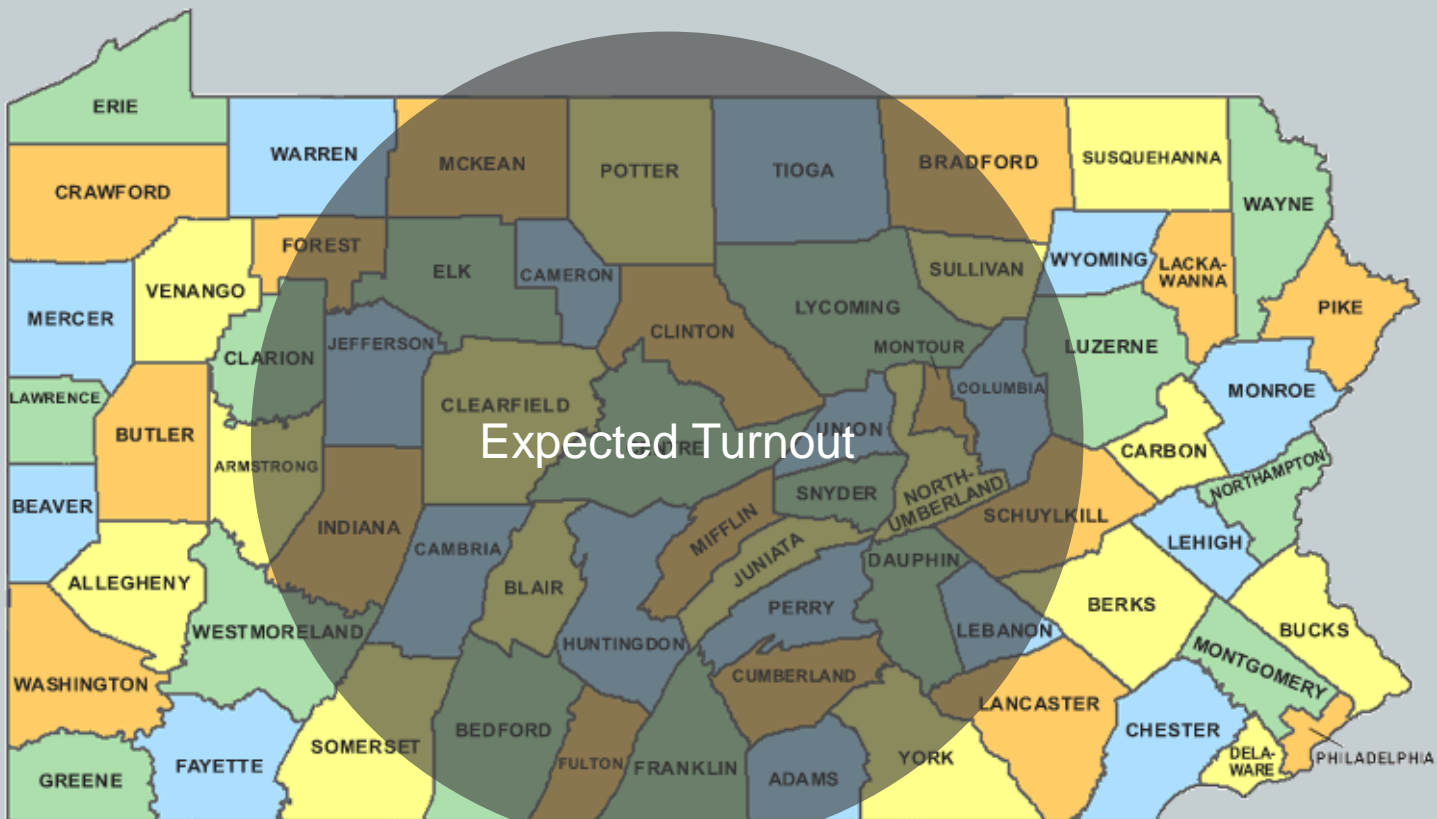 ERIE
WARREN
MCKEAN
POTTER
TIOGA
BRADFORD
SUSQUEHANNA
CRAWFORD
WAYNE
FOREST
ELK
CAMERON
SULLIVAN
WYOMING
LACKA-
WANNA
VENANGO
MERCER
LYCOMING
PIKE
CLINTON
JEFFERSON
CLARION
MONTOUR
LUZERNE
COLUMBIA
MONROE
LAWRENCE
CLEARFIELD
BUTLER
UNION
CENTRE
Expected Turnout
CARBON
ARMSTRONG
NORTHAMPTON
SNYDER
NORTH-
UMBERLAND
BEAVER
INDIANA
MIFFLIN
SCHUYLKILL
LEHIGH
CAMBRIA
JUNIATA
DAUPHIN
ALLEGHENY
BLAIR
PERRY
BERKS
WESTMORELAND
HUNTINGDON
LEBANON
BUCKS
MONTGOMERY
WASHINGTON
CUMBERLAND
LANCASTER
BEDFORD
CHESTER
SOMERSET
YORK
DELA-
WARE
PHILADELPHIA
GREENE
FAYETTE
FULTON
FRANKLIN
ADAMS